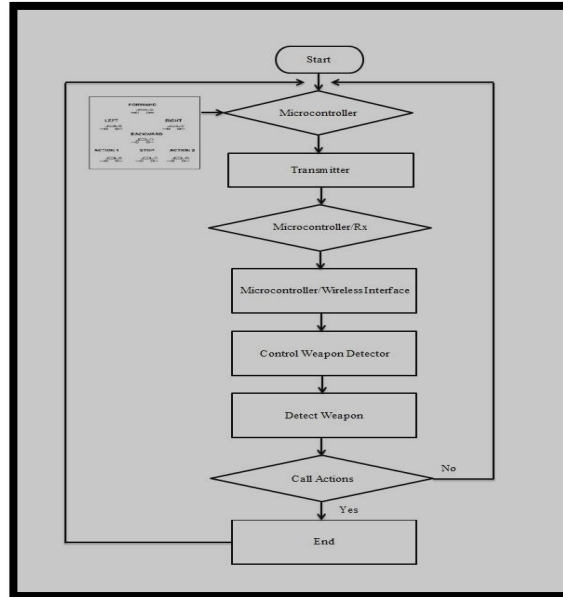 Start
FORWARD
LEFT RIGHT
BACKWARD
ACTION 1 STOP ACTION 2
Microcontroller
Transmitter
Microcontroller/Rx
Microcontroller/Wireless Interface
Control Weapon Detector
Detect Weapon
Call Actions
No
Yes
End